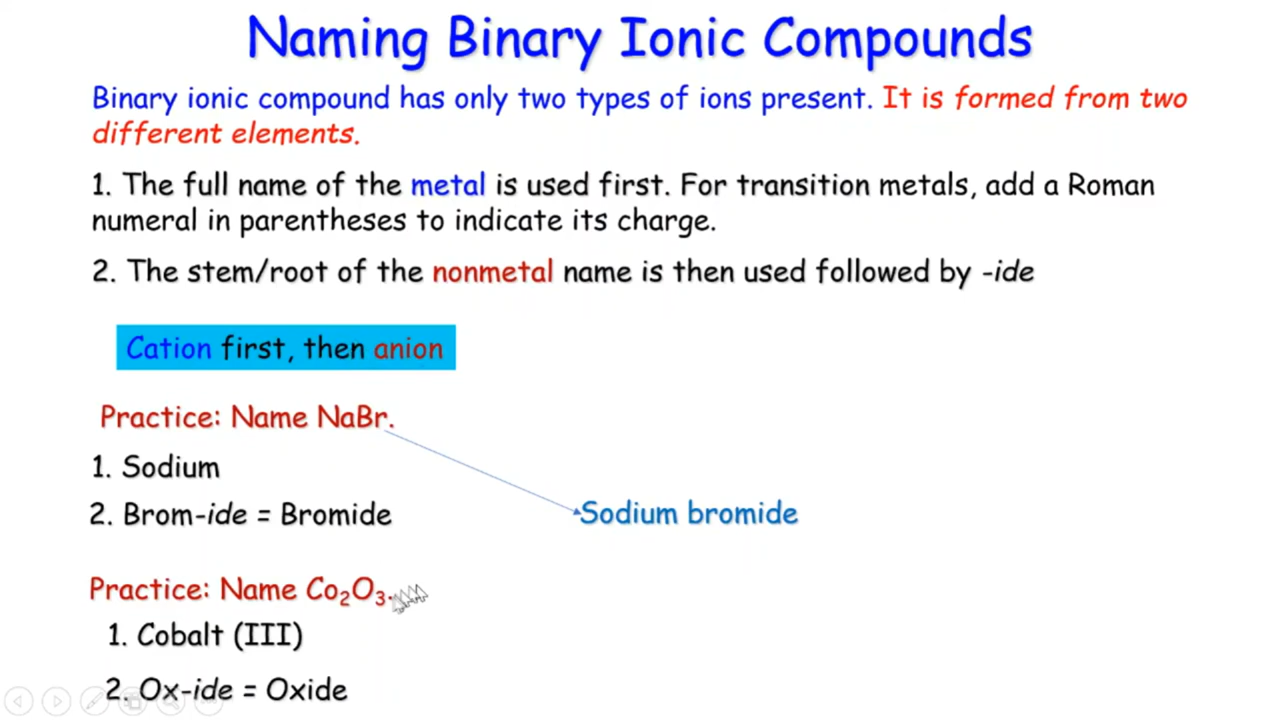 Naming Binary Ionic Compounds
Binary ionic compound has only two types of ions present. It is formed from two
different elements.
1. The full name of the metal is used first. For transition metals, add a Roman
numeral in parentheses to indicate its charge.
2. The stem/root of the nonmetal name is then used followed by -ide
Cation first, then anion
Practice: Name NaBr.
1. Sodium
2. Brom-ide = Bromide
Sodium bromide
Practice: Name Co₂O₃.
1. Cobalt (III)
2. Ox-ide = Oxide